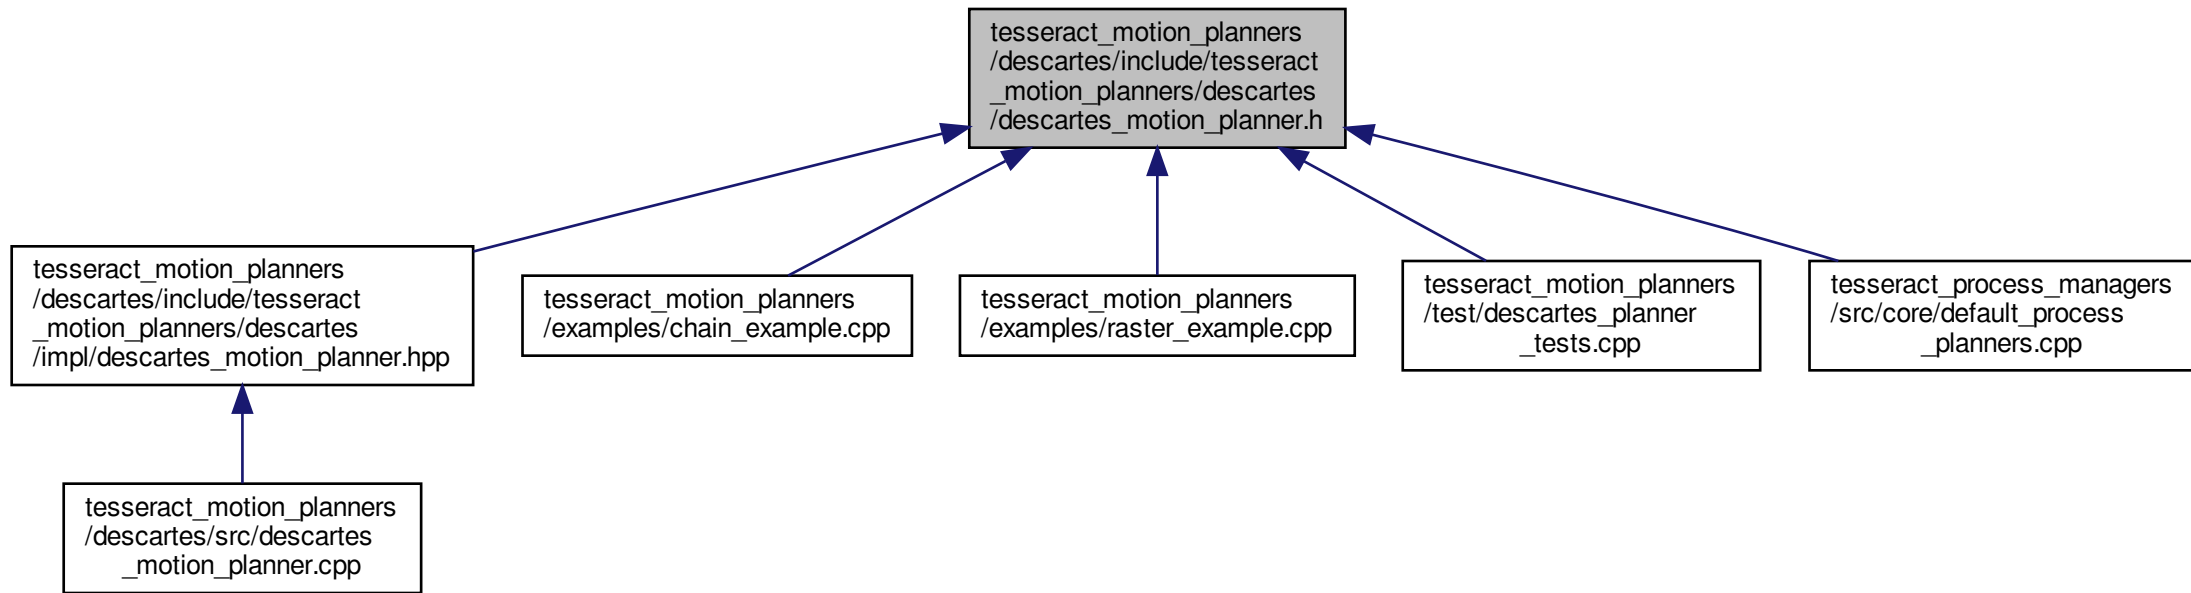 tesseract_motion_planners
/descartes/include/tesseract
_motion_planners/descartes
/descartes_motion_planner.h
tesseract_motion_planners
/descartes/include/tesseract
_motion_planners/descartes
/impl/descartes_motion_planner.hpp
tesseract_motion_planners
/examples/chain_example.cpp
tesseract_motion_planners
/examples/raster_example.cpp
tesseract_motion_planners
/test/descartes_planner
_tests.cpp
tesseract_process_managers
/src/core/default_process
_planners.cpp
tesseract_motion_planners
/descartes/src/descartes
_motion_planner.cpp